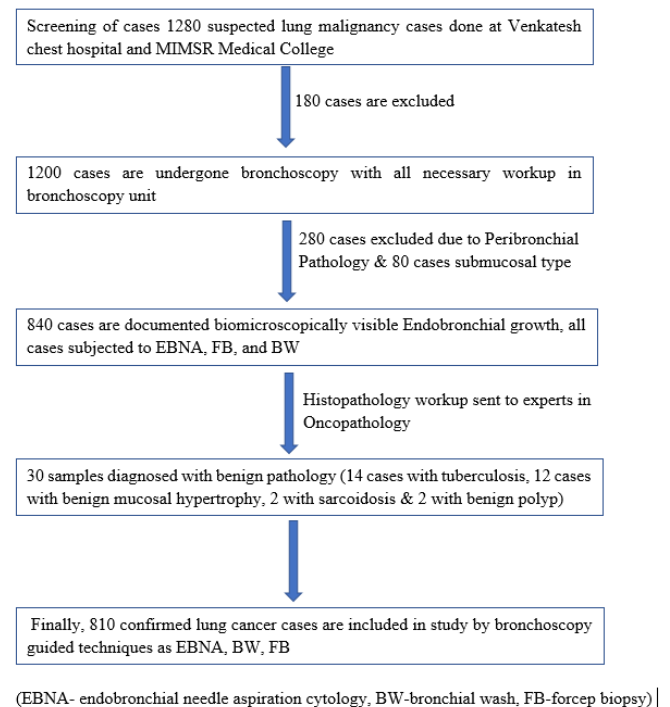 Screening of cases 1280 suspected lung malignancy cases done at Venkatesh
chest hospital and MIMSR Medical College
180 cases are excluded
1200 cases are undergone bronchoscopy with all necessary workup in
bronchoscopy unit
280 cases excluded due to Peribronchial
Pathology & 80 cases submucosal type
840 cases are documented biomicroscopically visible Endobronchial growth, all
cases subjected to EBNA, FB, and BW
Histopathology workup sent to experts in
Oncopathology
30 samples diagnosed with benign pathology (14 cases with tuberculosis, 12 cases
with benign mucosal hypertrophy, 2 with sarcoidosis & 2 with benign polyp)
Finally, 810 confirmed lung cancer cases are included in study by bronchoscopy
guided techniques as EBNA, BW, FB
(EBNA- endobronchial needle aspiration cytology, BW-bronchial wash, FB-forcep biopsy)